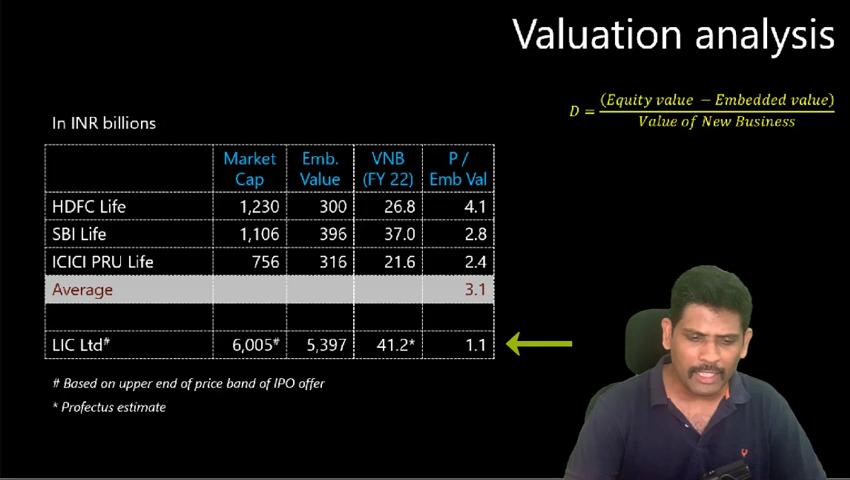 Valuation analysis
D = (Equity value − Embedded value) / Value of New Business
In INR billions
Market Cap Emb. Value VNB (FY 22) P / Emb Val
HDFC Life 1,230 300 26.8 4.1
SBI Life 1,106 396 37.0 2.8
ICICI PRU Life 756 316 21.6 2.4
Average 3.1
LIC Ltd# 6,005# 5,397 41.2* 1.1
# Based on upper end of price band of IPO offer
* Profectus estimate